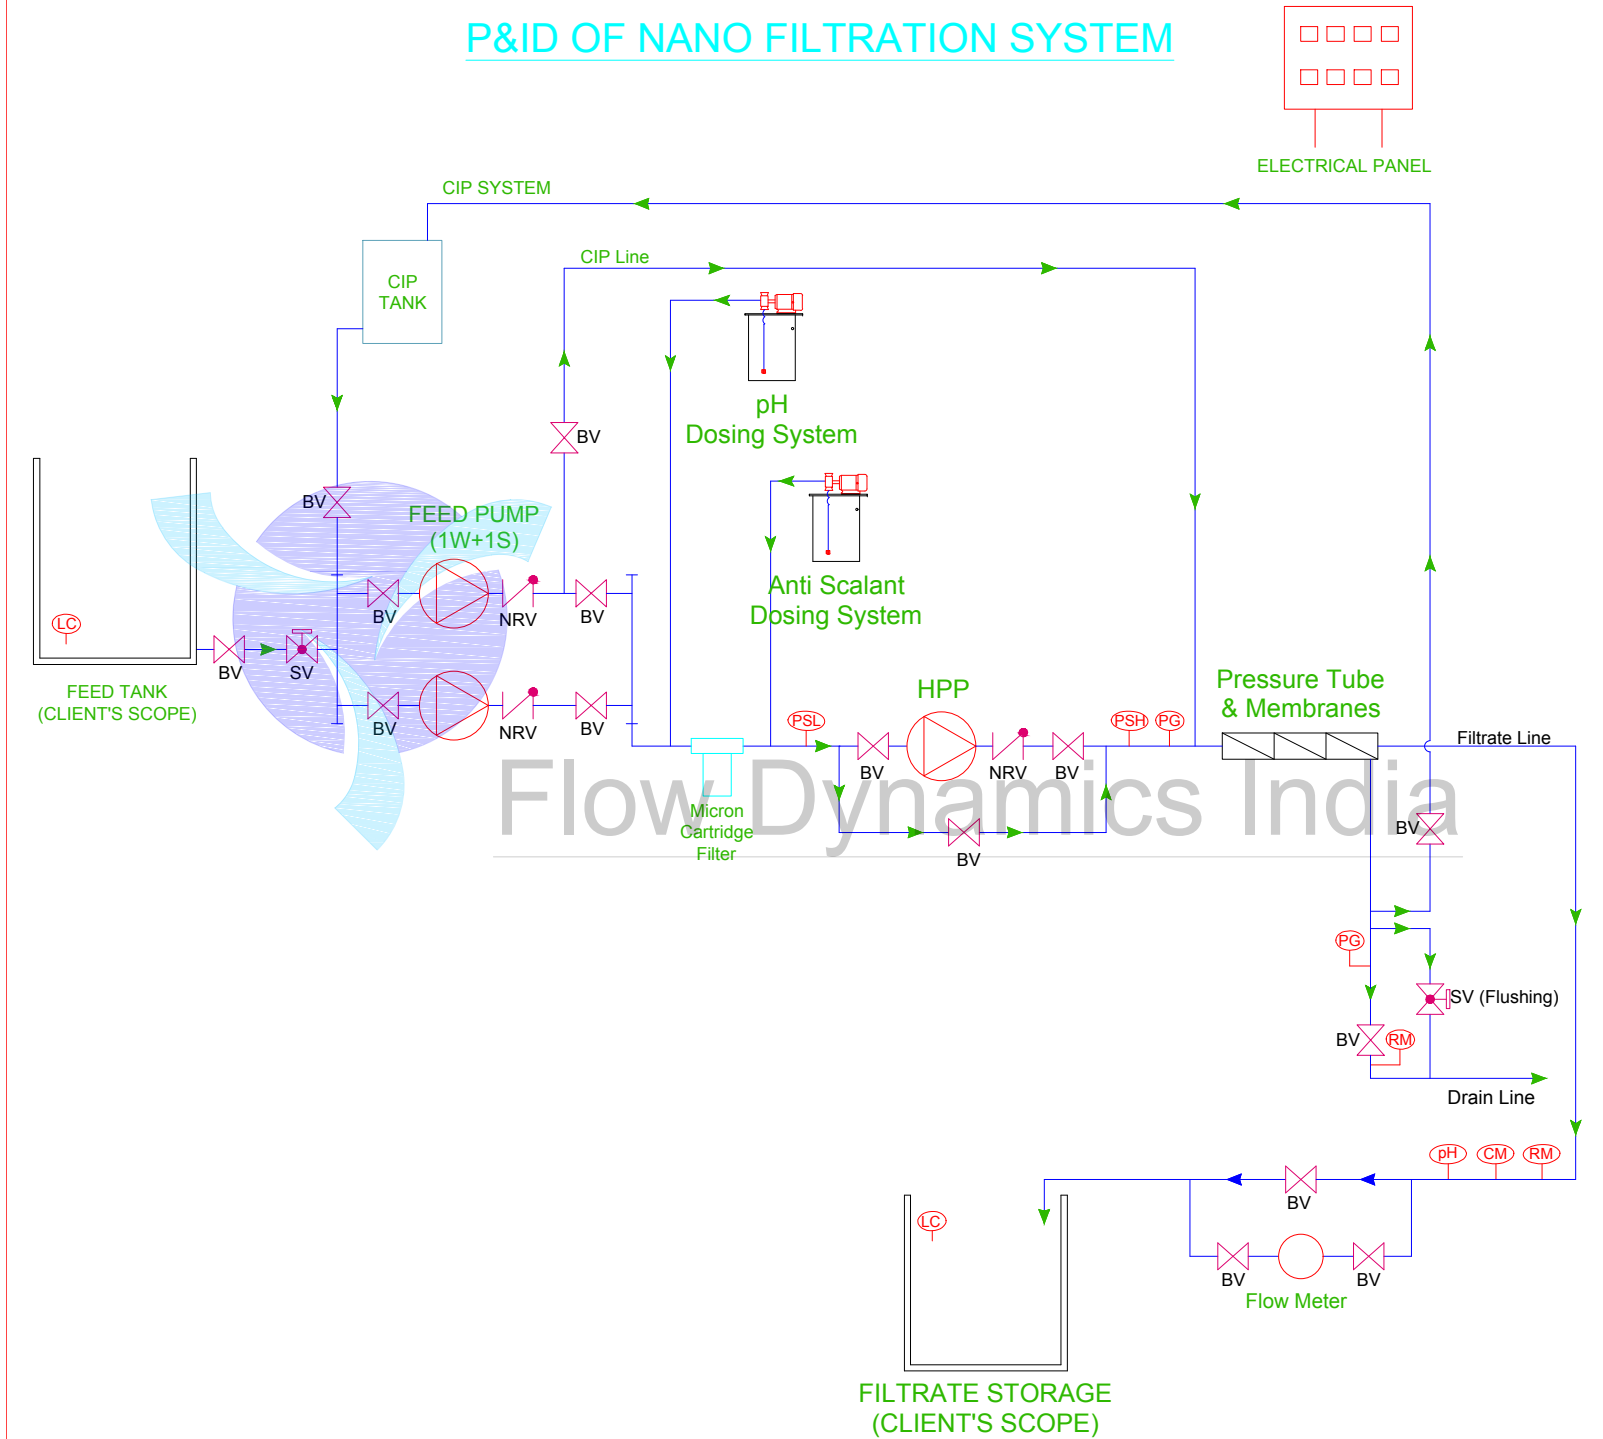 P&ID OF NANO FILTRATION SYSTEM
ELECTRICAL PANEL
CIP SYSTEM
CIP
TANK
CIP Line
pH
Dosing System
BV
BV
FEED PUMP
(1W+1S)
Anti Scalant
Dosing System
LC
BV
NRV
BV
BV
SV
FEED TANK
(CLIENT'S SCOPE)
BV
NRV
BV
HPP
Pressure Tube
& Membranes
PSL
PSH
PG
Filtrate Line
BV
NRV
BV
Flow Dynamics India
Micron
Cartridge
Filter
BV
BV
PG
SV (Flushing)
BV
RM
Drain Line
pH
CM
RM
BV
LC
BV
BV
Flow Meter
FILTRATE STORAGE
(CLIENT'S SCOPE)